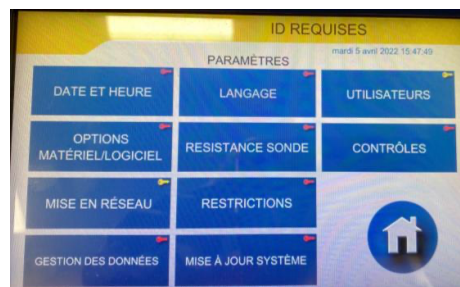 ID REQUISES
mardi 5 avril 2022 15:47:49
PARAMÈTRES
DATE ET HEURE
LANGAGE
UTILISATEURS
OPTIONS
MATÉRIEL/LOGICIEL
RESISTANCE SONDE
CONTRÔLES
MISE EN RÉSEAU
RESTRICTIONS
GESTION DES DONNÉES
MISE À JOUR SYSTÈME